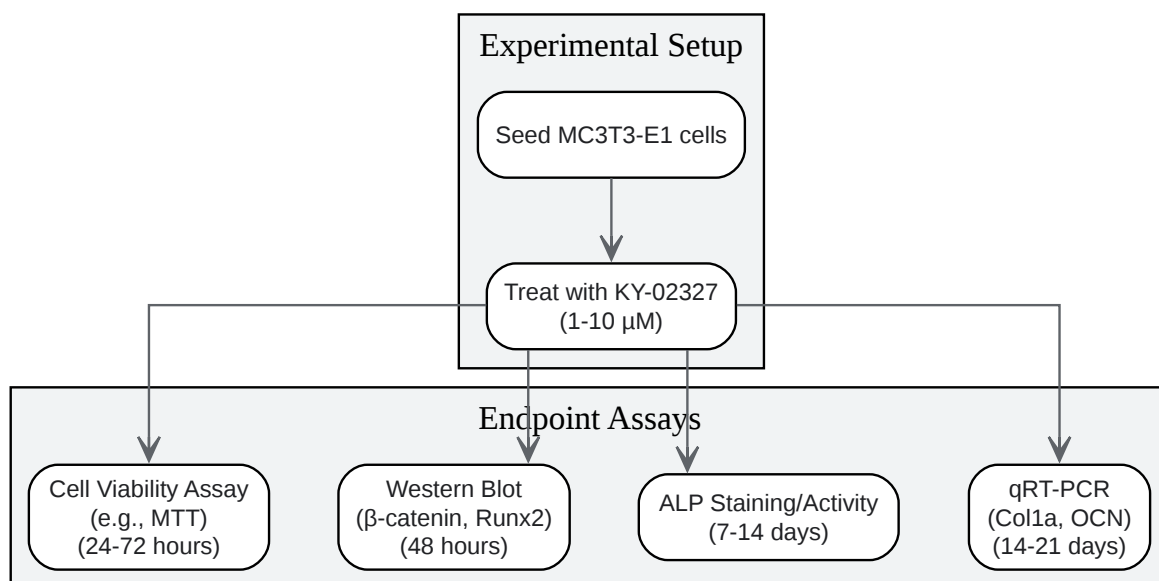 Experimental Setup
Seed MC3T3-E1 cells
Treat with KY-02327
(1-10 µM)
Endpoint Assays
Cell Viability Assay
(e.g., MTT)
(24-72 hours)
Western Blot
(β-catenin, Runx2)
(48 hours)
ALP Staining/Activity
(7-14 days)
qRT-PCR
(Col1a, OCN)
(14-21 days)